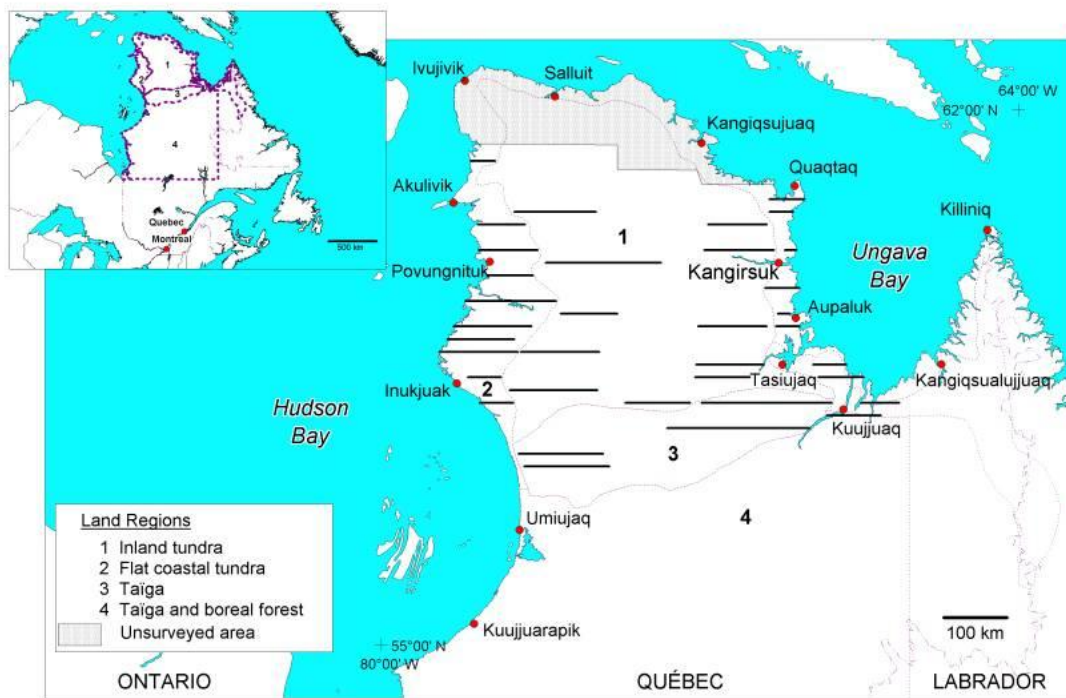 1
2
3
4
Quebec
Montreal
500 km
Ivujivik
Salluit
64°00' W
62°00' N
Kangiqsujuaq
Quaqtaq
Akulivik
Killiniq
1
Ungava
Bay
Povungnituk
Kangirsuk
Aupaluk
Tasiujaq
Kangiqsualujjuaq
Inukjuak
2
Hudson
Bay
Kuujjuaq
3
4
Umiujaq
Land Regions
1 Inland tundra
2 Flat coastal tundra
3 Taïga
4 Taïga and boreal forest
Unsurveyed area
Kuujjuarapik
100 km
55°00' N
80°00' W
ONTARIO
QUÉBEC
LABRADOR